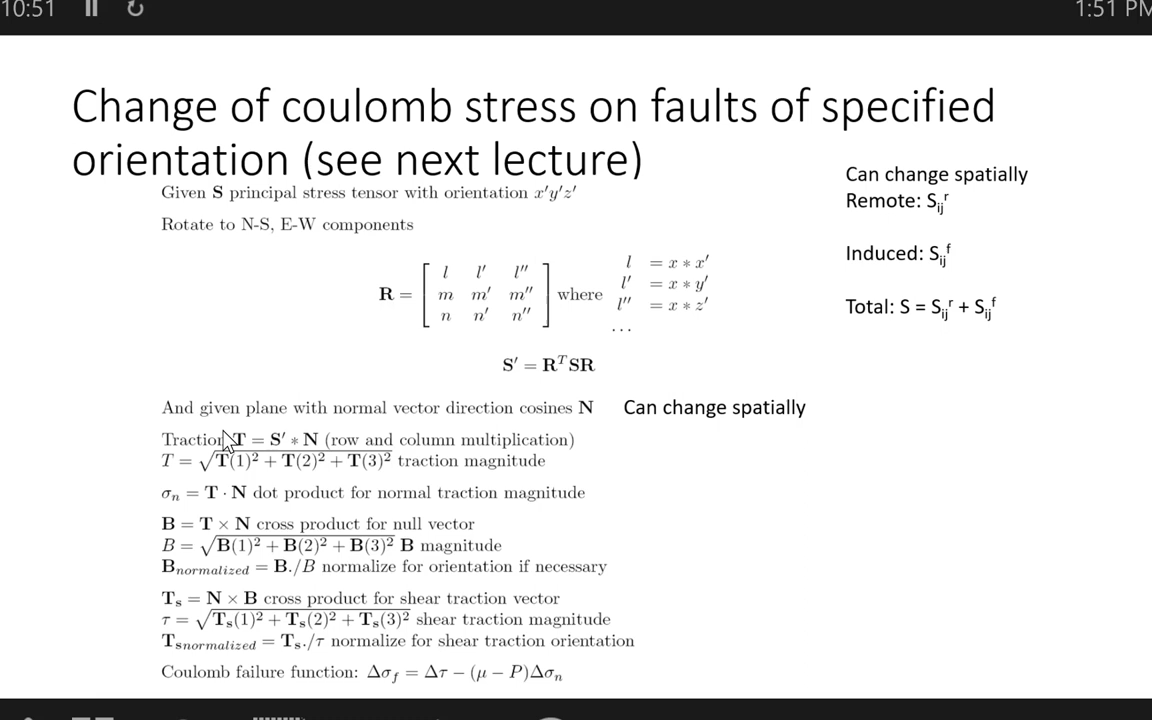 10:51
1:51 PM
Change of coulomb stress on faults of specified
orientation (see next lecture)
Given S principal stress tensor with orientation x′y′z′
Rotate to N-S, E-W components
R = [ l l′ l″
m m′ m″
n n′ n″ ] where
l = x ∗ x′
l′ = x ∗ y′
l″ = x ∗ z′
...
S′ = RᵀSR
And given plane with normal vector direction cosines N
Can change spatially
Traction T = S′ ∗ N (row and column multiplication)
T = √T(1)² + T(2)² + T(3)² traction magnitude
σₙ = T · N dot product for normal traction magnitude
B = T × N cross product for null vector
B = √B(1)² + B(2)² + B(3)² B magnitude
B_normalized = B./B normalize for orientation if necessary
Tₛ = N × B cross product for shear traction vector
τ = √Tₛ(1)² + Tₛ(2)² + Tₛ(3)² shear traction magnitude
T_snormalized = Tₛ./τ normalize for shear traction orientation
Coulomb failure function: Δσ_f = Δτ − (μ − P)Δσₙ
Can change spatially
Remote: S_ij^r
Induced: S_ij^f
Total: S = S_ij^r + S_ij^f